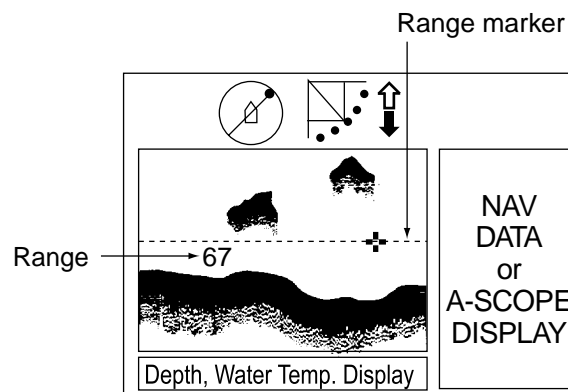 Range marker
Range
67
NAV
DATA
or
A-SCOPE
DISPLAY
Depth, Water Temp. Display